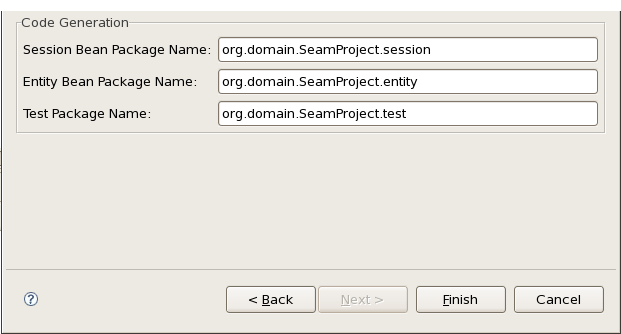 Code Generation
Session Bean Package Name: org.domain.SeamProject.session
Entity Bean Package Name: org.domain.SeamProject.entity
Test Package Name: org.domain.SeamProject.test
? < Back Next > Finish Cancel